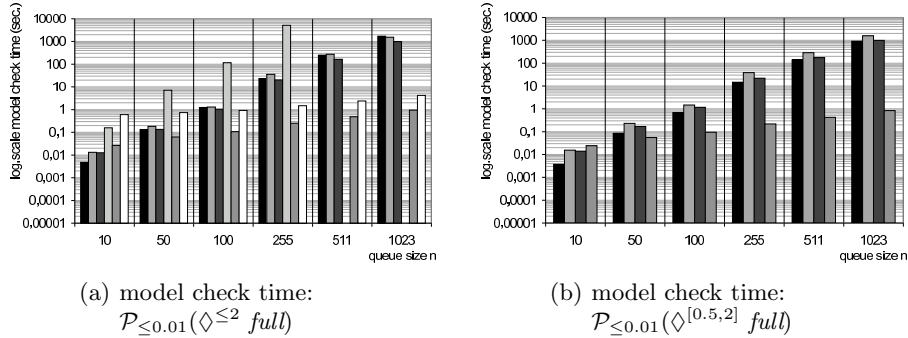 log.scale model check time (sec.)
10000
1000
100
10
1
0,1
0,01
0,001
0,0001
0,00001
10 50 100 255 511 1023
queue size n
(a) model check time:
P≤0.01(◇≤2 full)
log.scale model check time (sec.)
10000
1000
100
10
1
0,1
0,01
0,001
0,0001
0,00001
10 50 100 255 511 1023
queue size n
(b) model check time:
P≤0.01(◇[0.5,2] full)